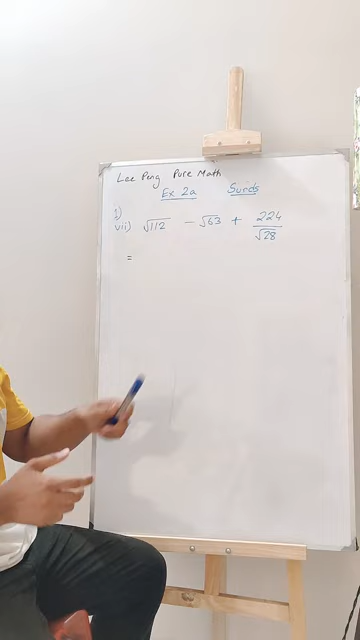 Lee Peng Pure Math
Ex 2a Surds
1)
vii) √112 - √63 + 224/√28
=